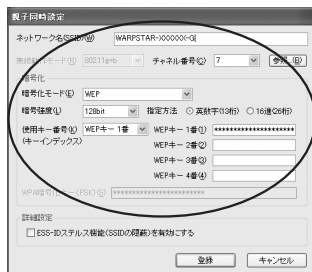 親子同時設定
ネットワーク名(SSID)(W) WARPSTAR-XXXXXX-G
無線動作モード(R) 802.11g+b チャネル番号(C) 7 参照(B)
暗号化
暗号化モード(E) WEP
暗号強度(L) 128bit 指定方法 英数字(13桁) 16進(26桁)
使用キー番号(K) WEPキー 1番 WEPキー 1番(1) **********************
(キーインデックス) WEPキー 2番(2)
WEPキー 3番(3)
WEPキー 4番(4)
WPA暗号化キー(PSK)(S) **********************
詳細設定
ESS-IDステルス機能(SSIDの隠蔽)を有効にする
登録 キャンセル